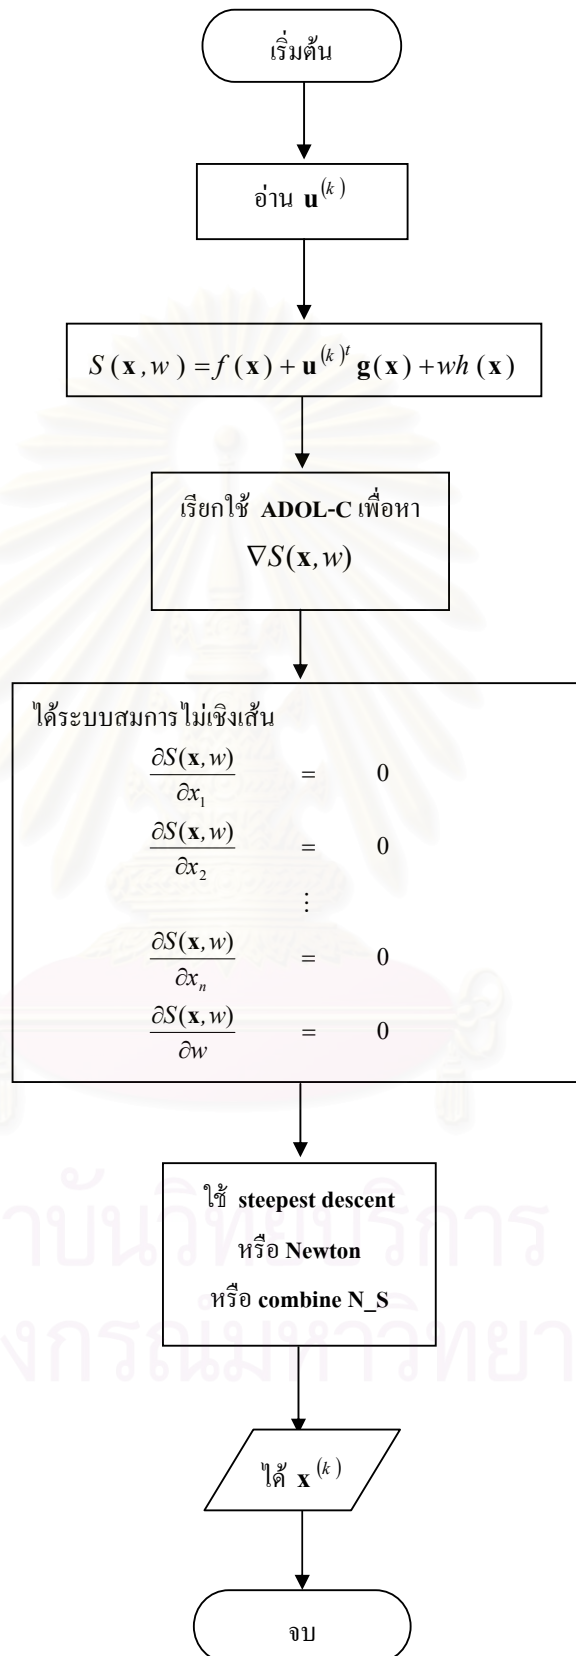 เริ่มต้น
อ่าน u^(k)
S(x,w) = f(x) + u^(k)^t g(x) + wh(x)
เรียกใช้ ADOL-C เพื่อหา
∇S(x,w)
ได้ระบบสมการไม่เชิงเส้น
∂S(x,w)/∂x₁ = 0
∂S(x,w)/∂x₂ = 0
⋮
∂S(x,w)/∂xₙ = 0
∂S(x,w)/∂w = 0
ใช้ steepest descent
หรือ Newton
หรือ combine N_S
ได้ x^(k)
จบ